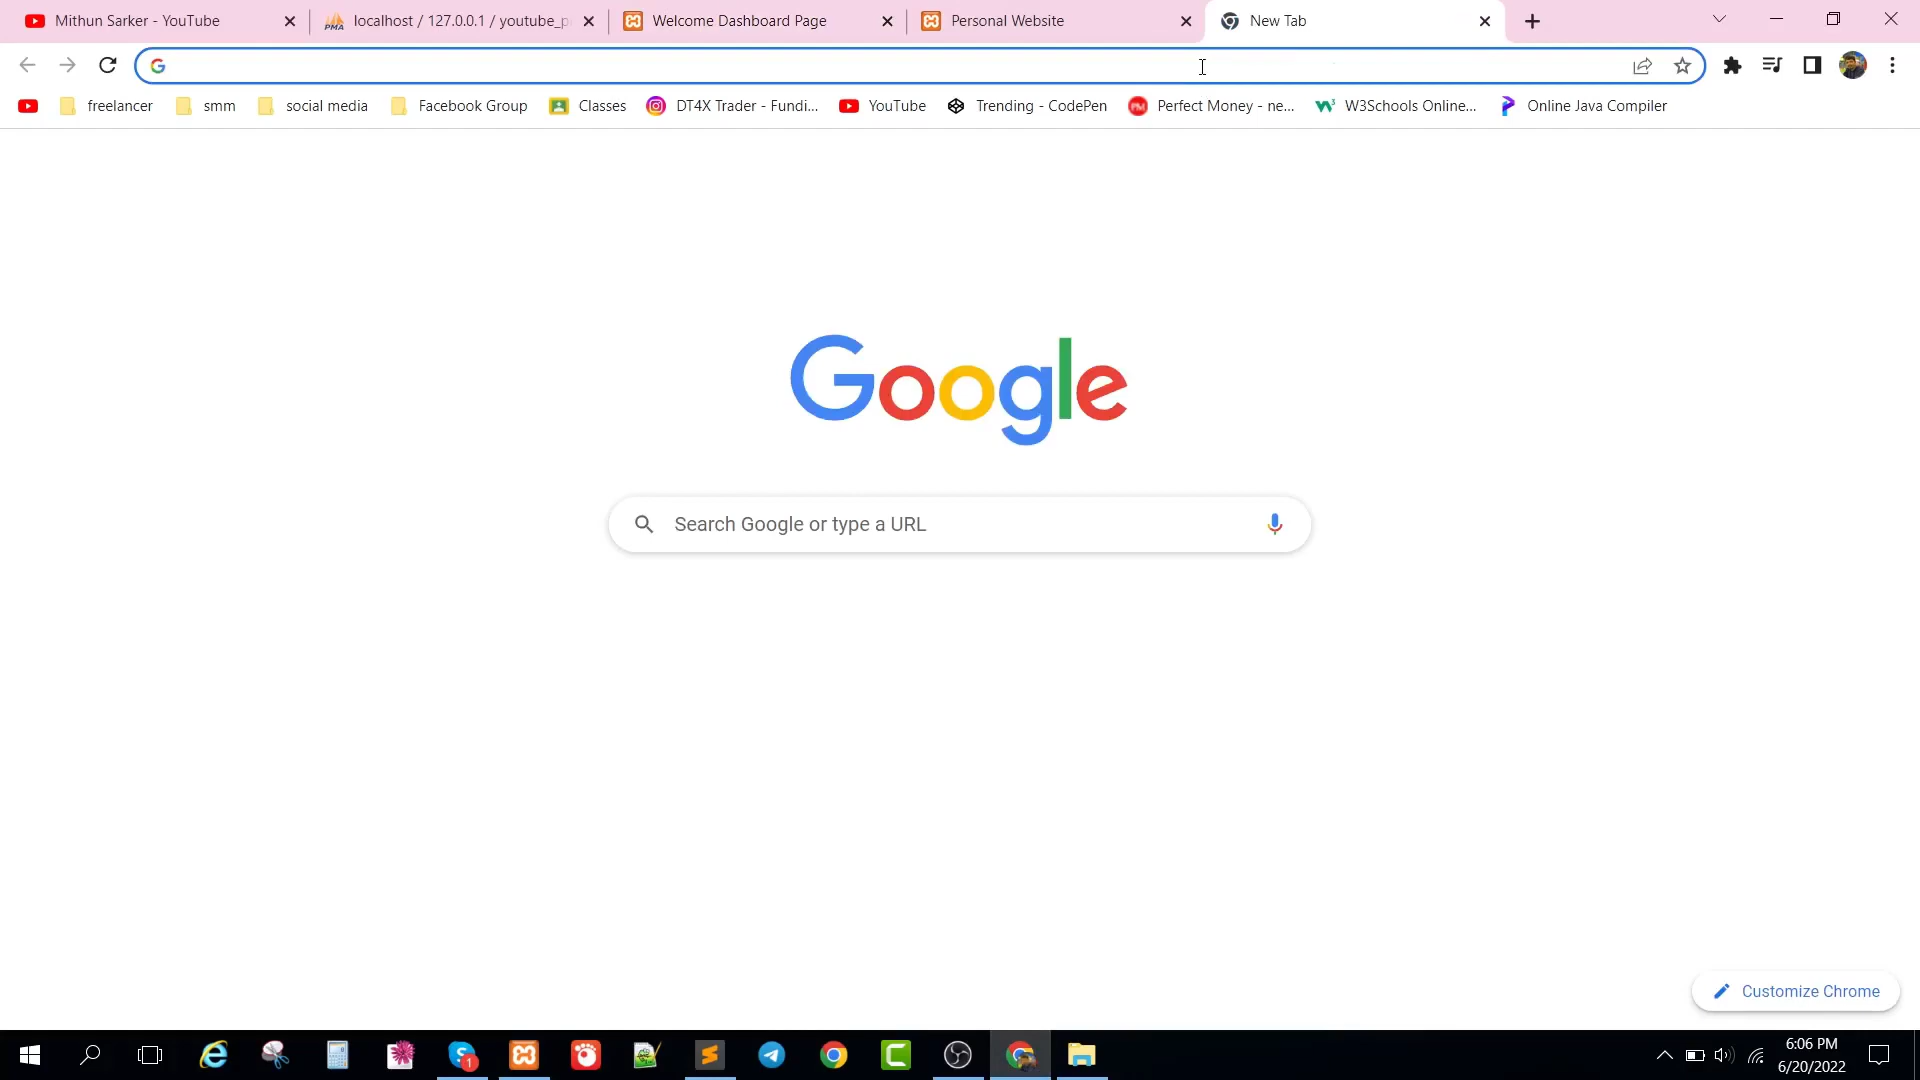 Mithun Sarker - YouTube
localhost / 127.0.0.1 / youtube_p
Welcome Dashboard Page
Personal Website
New Tab
freelancer
smm
social media
Facebook Group
Classes
DT4X Trader - Fundi...
YouTube
Trending - CodePen
Perfect Money - ne...
W3Schools Online...
Online Java Compiler
Google
Search Google or type a URL
Customize Chrome
6:06 PM
6/20/2022